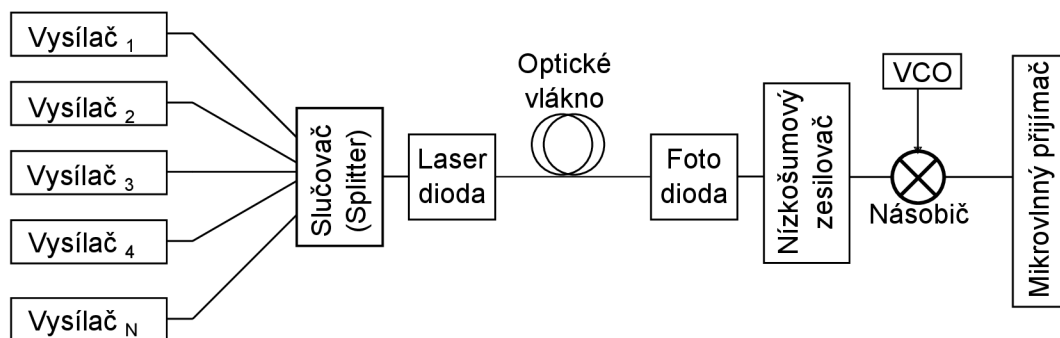 Vysílač 1
Vysílač 2
Vysílač 3
Vysílač 4
Vysílač N
Slučovač
(Splitter)
Laser
dioda
Optické
vlákno
Foto
dioda
Nízkošumový
zesilovač
VCO
Násobič
Mikrovlnný přijímač